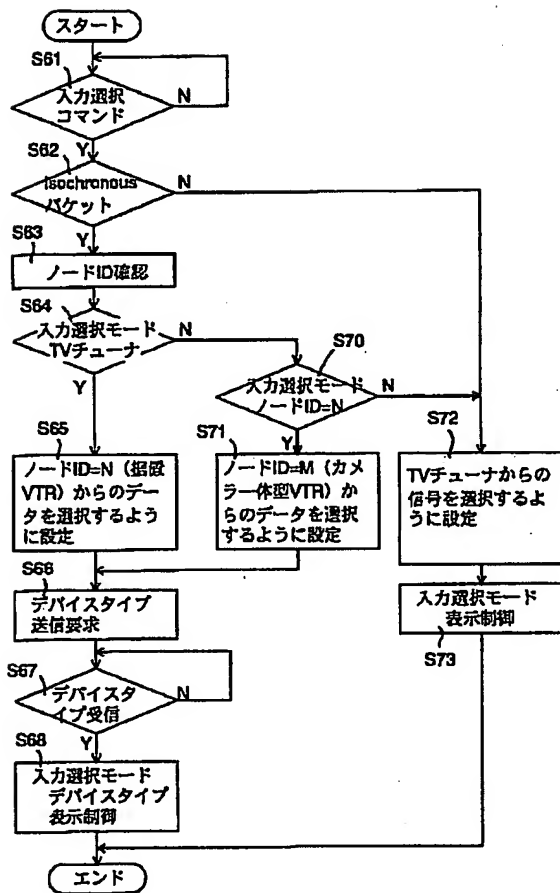 スタート
S61
入力選択
コマンド
N
Y
S62
Isochronous
パケット
N
Y
S63
ノードID確認
S64
入力選択モード
TVチューナ
N
Y
S70
入力選択モード
ノードID=N
N
Y
S65
ノードID=N(据置
VTR)からのデー
タを選択するよう
に設定
S71
ノードID=M(カメ
ラ一体型VTR)か
らのデータを選択
するように設定
S72
TVチューナからの
信号を選択する
ように設定
S66
デバイスタイプ
送信要求
入力選択モード
表示制御
S73
S67
デバイスタ
イプ受信
N
Y
S68
入力選択モード
デバイスタイプ
表示制御
エンド